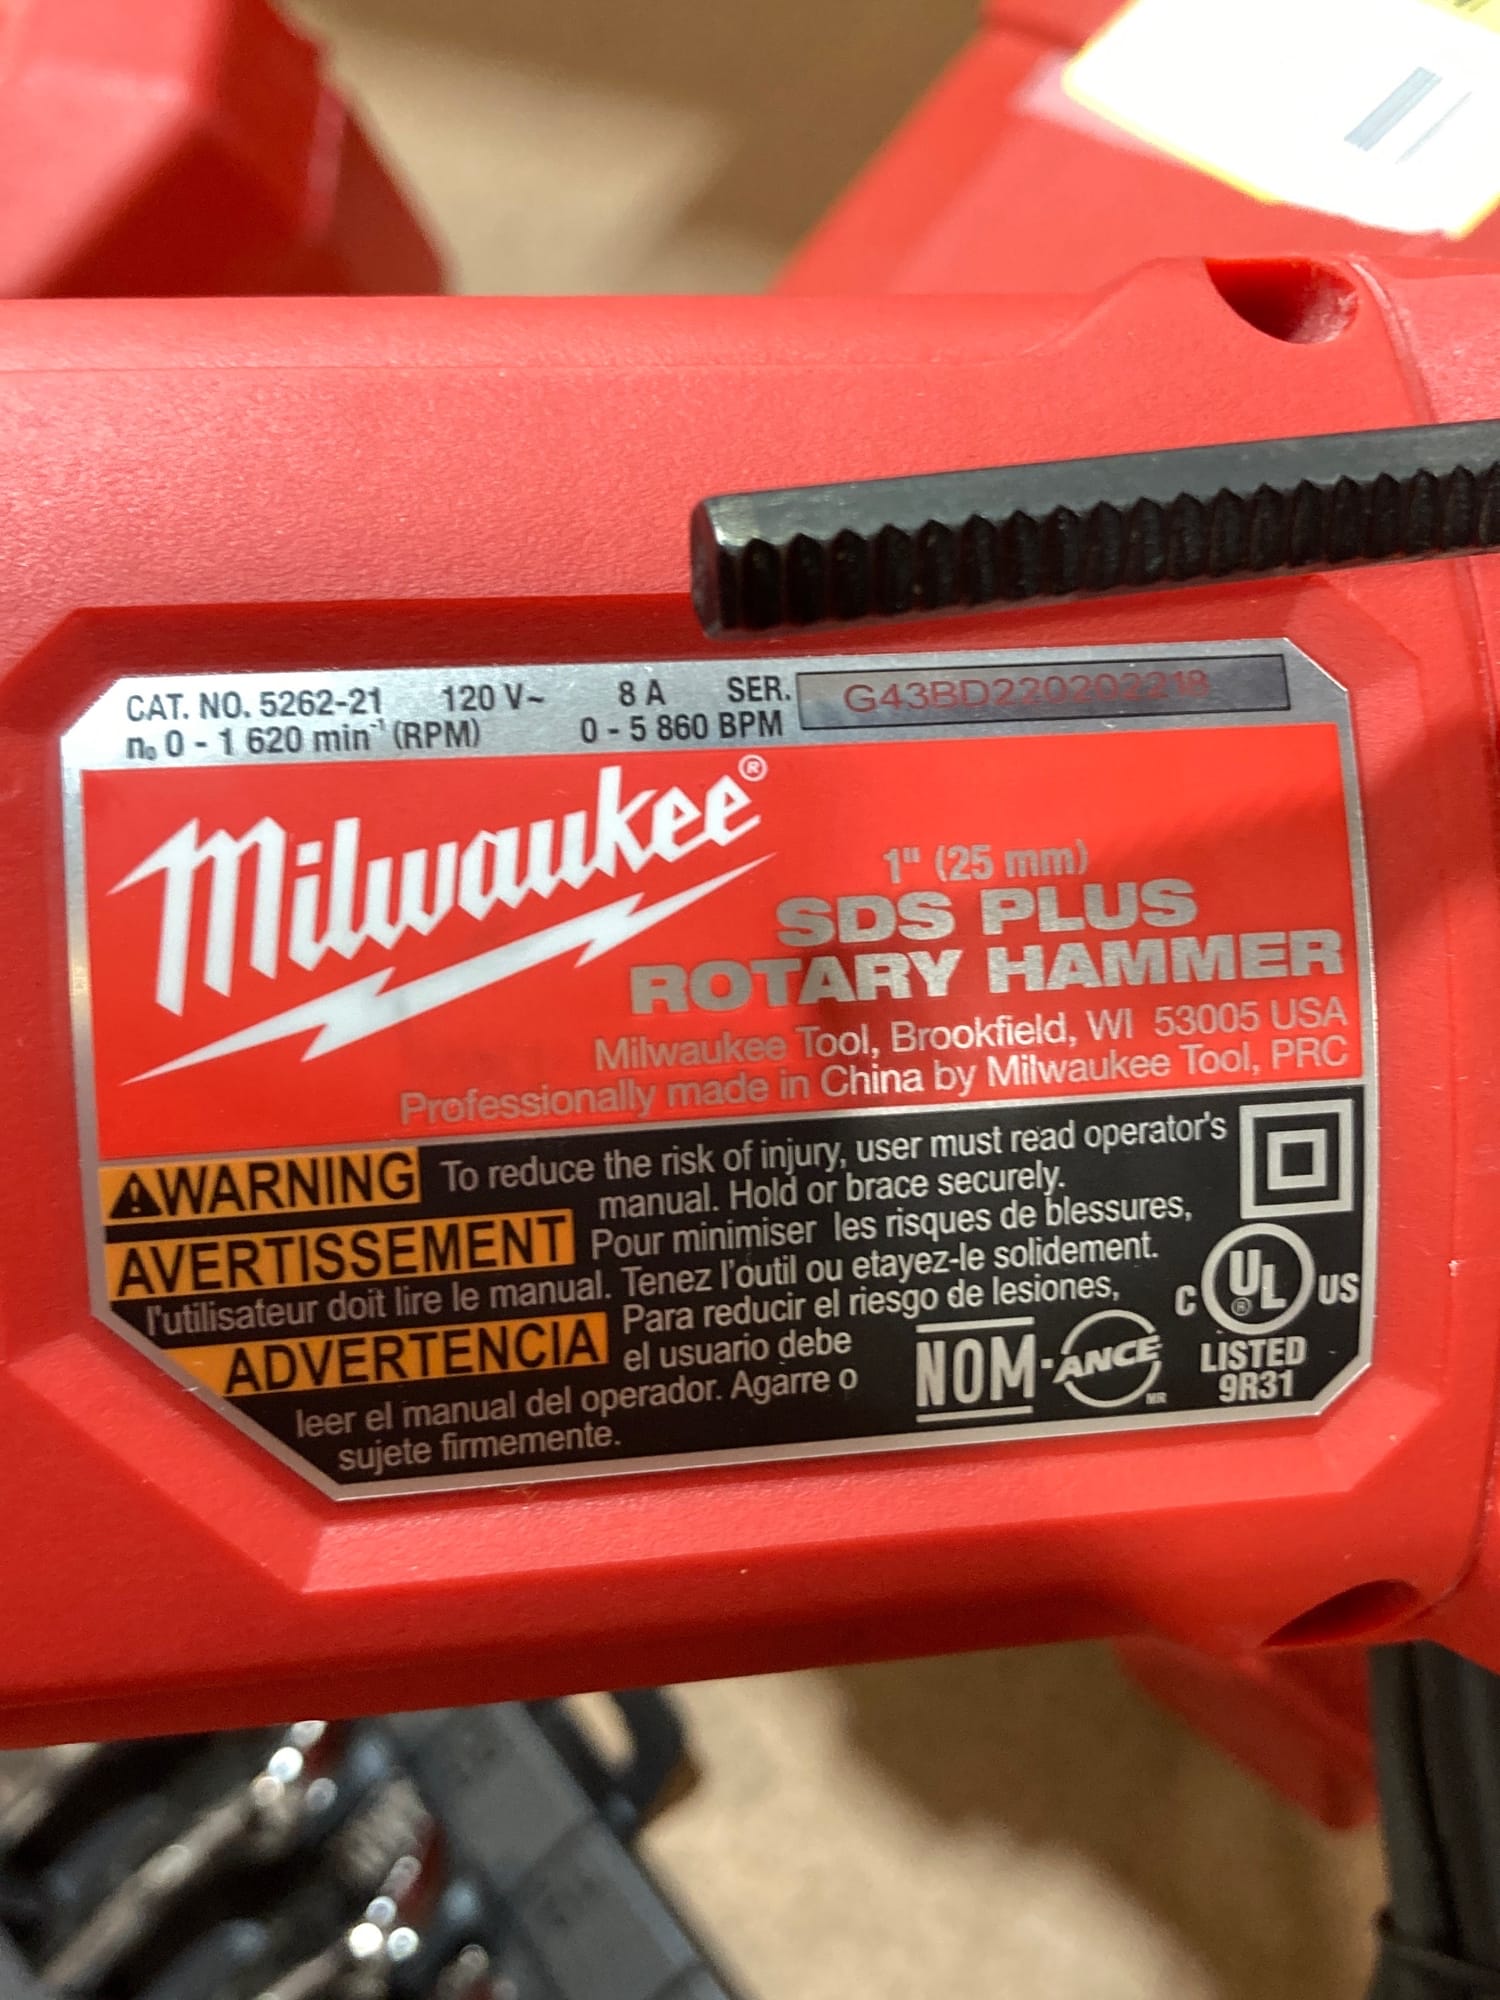 CAT. NO. 5262-21 120 V~ 8 A SER. G43BD220202218
n₀ 0 - 1 620 min⁻¹ (RPM) 0 - 5 860 BPM
Milwaukee®
1" (25 mm)
SDS PLUS
ROTARY HAMMER
Milwaukee Tool, Brookfield, WI 53005 USA
Professionally made in China by Milwaukee Tool, PRC
WARNING To reduce the risk of injury, user must read operator's
manual. Hold or brace securely.
AVERTISSEMENT Pour minimiser les risques de blessures,
l'utilisateur doit lire le manual. Tenez l'outil ou etayez-le solidement.
ADVERTENCIA Para reducir el riesgo de lesiones,
el usuario debe
leer el manual del operador. Agarre o
sujete firmemente.
NOM-ANCE MR
C UL® US
LISTED
9R31